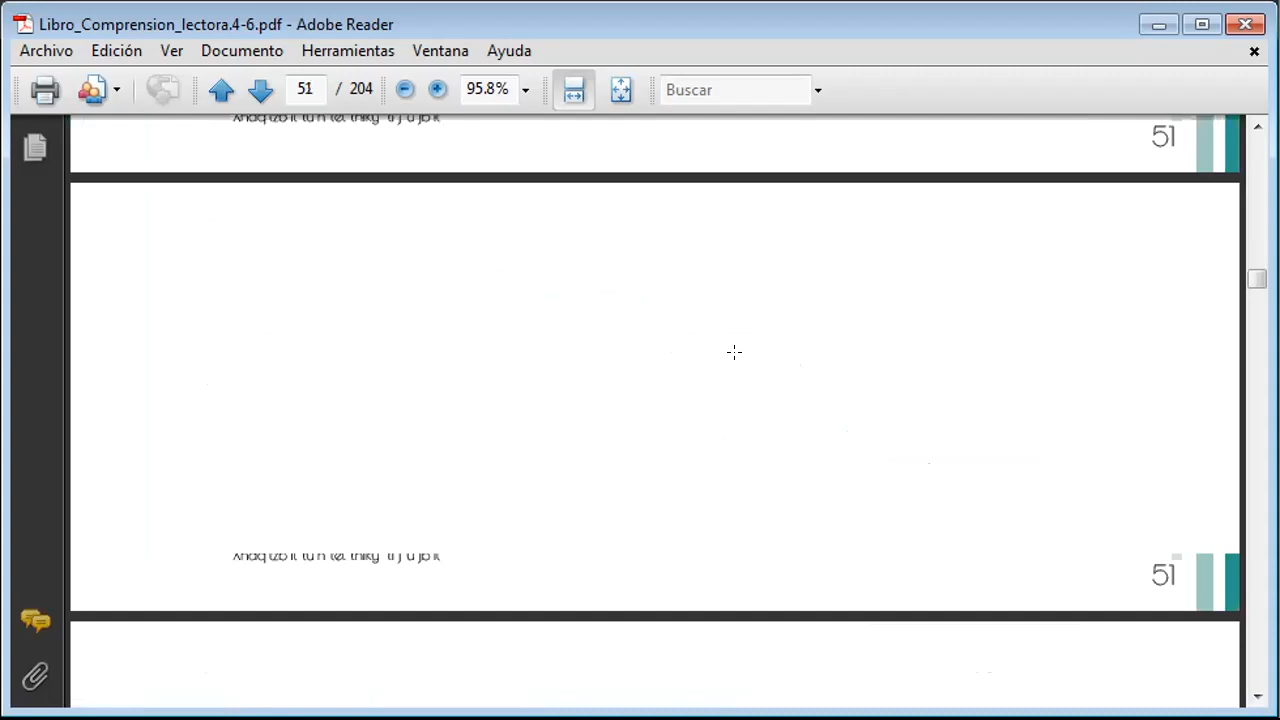 Libro_Comprension_lectora.4-6.pdf - Adobe Reader
Archivo Edición Ver Documento Herramientas Ventana Ayuda
51 / 204 95.8% Buscar
51
51